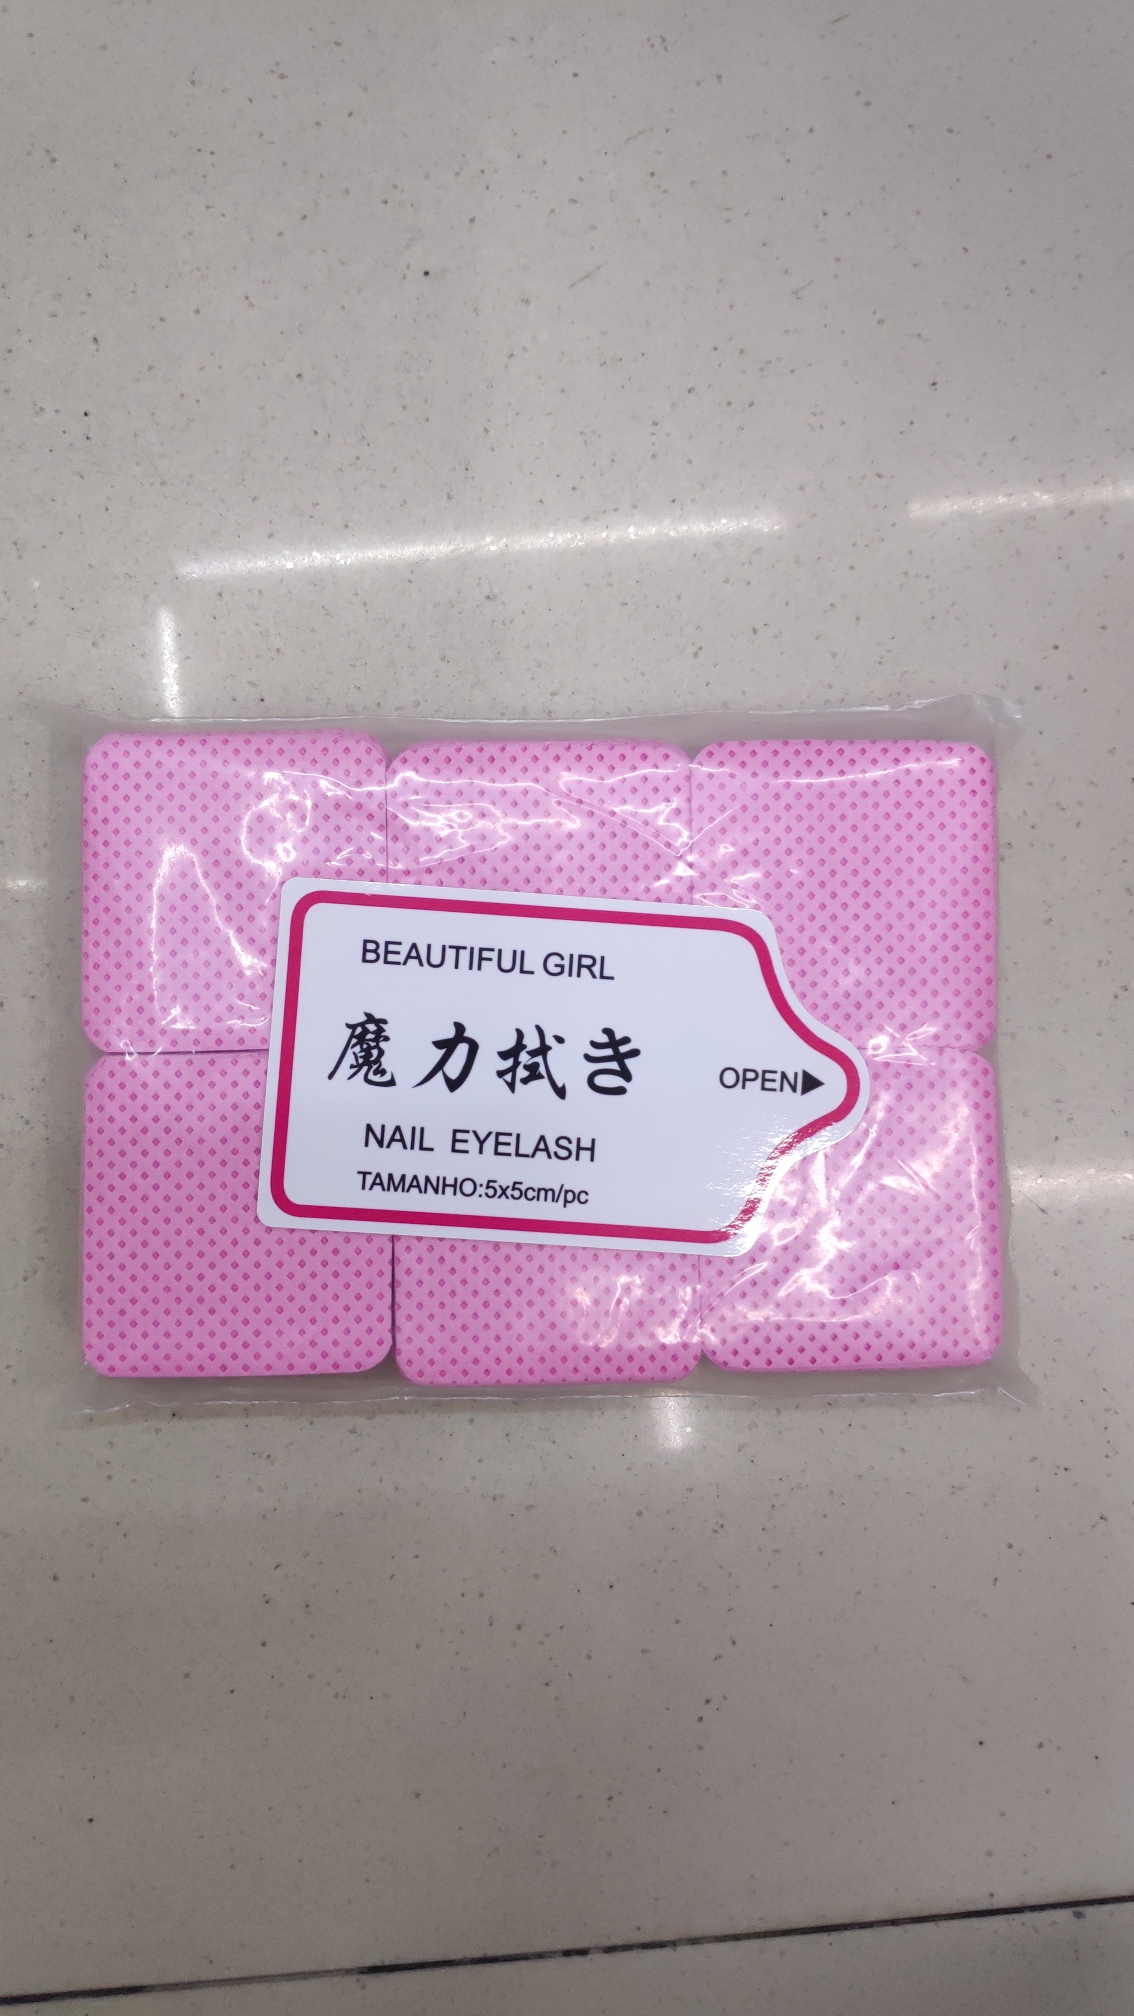 BEAUTIFUL GIRL
魔力拭き
OPEN▶
NAIL EYELASH
TAMANHO:5x5cm/pc